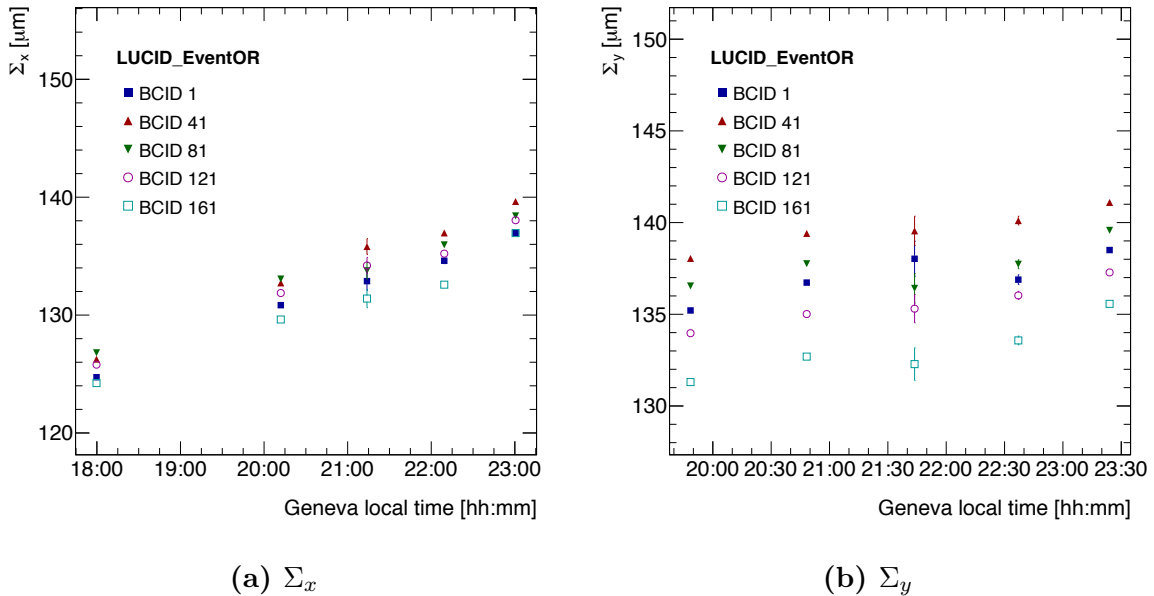 Σx [μm]
150
140
130
120
LUCID_EventOR
BCID 1
BCID 41
BCID 81
BCID 121
BCID 161
18:00 19:00 20:00 21:00 22:00 23:00
Geneva local time [hh:mm]
(a) Σx
Σy [μm]
150
145
140
135
130
LUCID_EventOR
BCID 1
BCID 41
BCID 81
BCID 121
BCID 161
20:00 20:30 21:00 21:30 22:00 22:30 23:00 23:30
Geneva local time [hh:mm]
(b) Σy